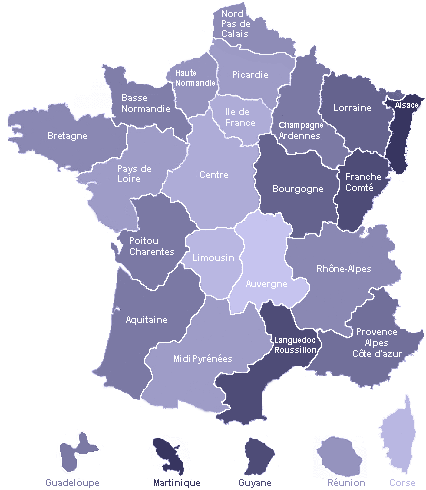 Nord
Pas de
Calais
Haute
Normandie
Picardie
Basse
Normandie
Ile de
France
Champagne
Ardennes
Lorraine
Alsace
Bretagne
Pays de
Loire
Centre
Bourgogne
Franche
Comté
Poitou
Charentes
Limousin
Auvergne
Rhône-Alpes
Aquitaine
Midi Pyrénées
Languedoc
Roussillon
Provence
Alpes
Côte d'azur
Guadeloupe
Martinique
Guyane
Réunion
Corse